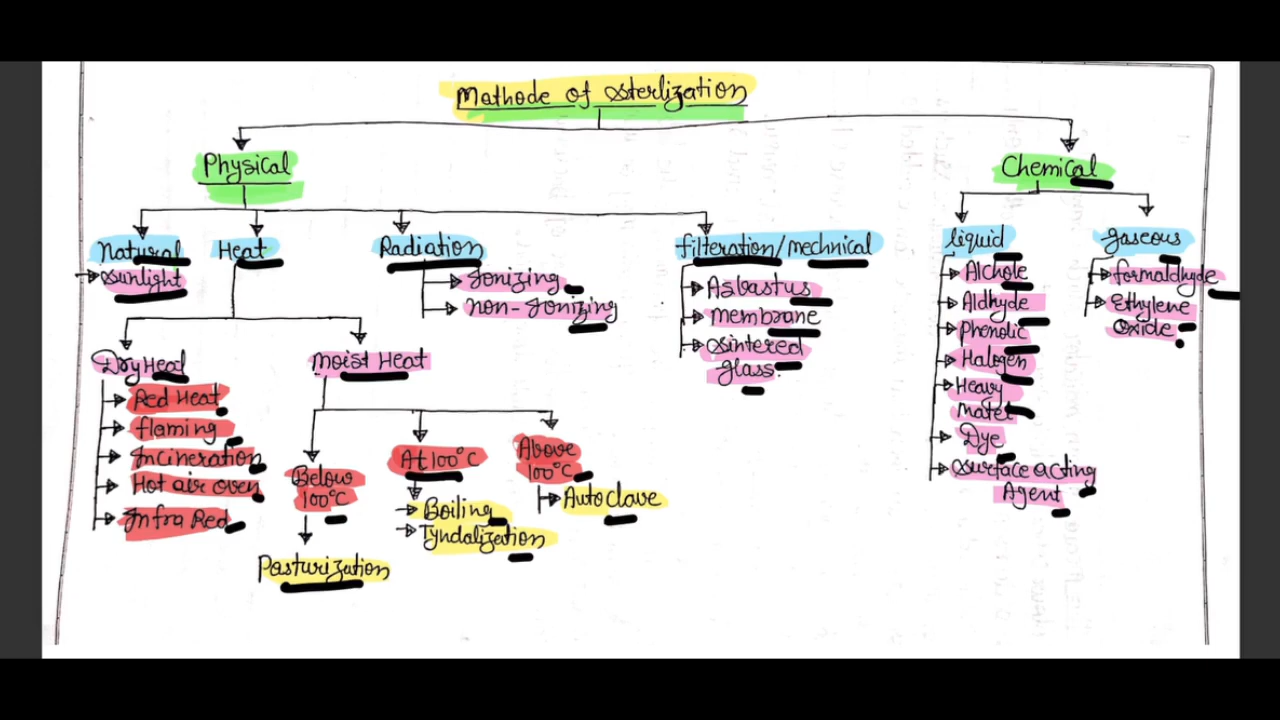 Mathode of Sterlization
Physical
Chemical
Natural
Sunlight
Heat
Radiation
Ionizing
Non-Ionizing
filteration/mechnical
Asbastus
Membrane
Sintered
glass.
liquid
Alchole
Aldhyde
Phenolic
Halogen
Heavy
Matel
Dye
Surface acting
Agent
gaseous
formaldhyde
Ethylene
Oxide
Dry Heat
Red Heat
flaming
Incineration
Hot air oven
Infra Red
Moist Heat
Below
100°C
Pasturization
At 100°C
Boiling
Tyndalization
Above
100°C
Autoclave